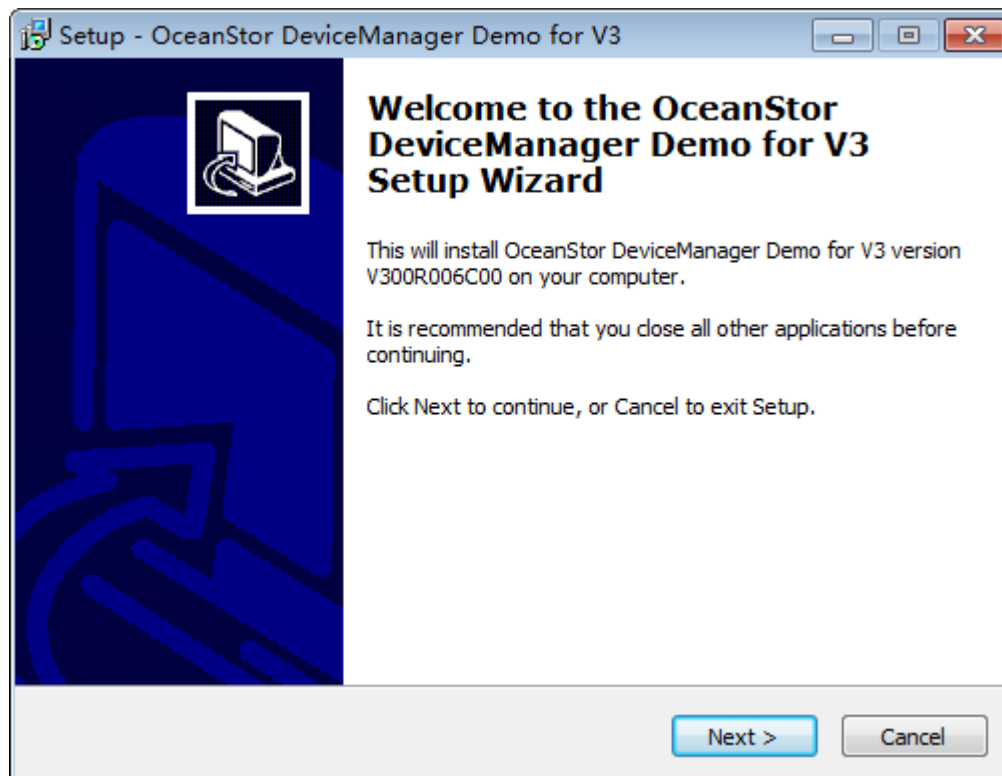 Setup - OceanStor DeviceManager Demo for V3
Welcome to the OceanStor
DeviceManager Demo for V3
Setup Wizard
This will install OceanStor DeviceManager Demo for V3 version
V300R006C00 on your computer.
It is recommended that you close all other applications before
continuing.
Click Next to continue, or Cancel to exit Setup.
Next >
Cancel